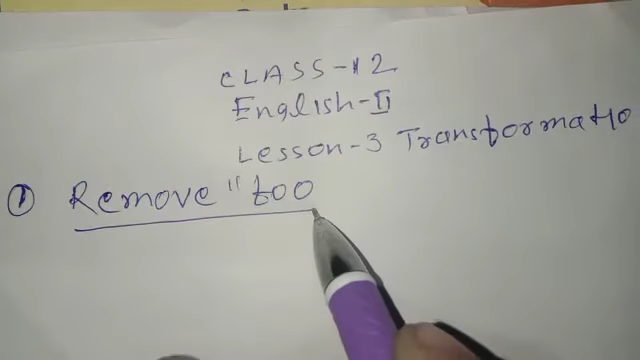 CLASS-12
English-II
Lesson-3 Transformatio
① Remove "too